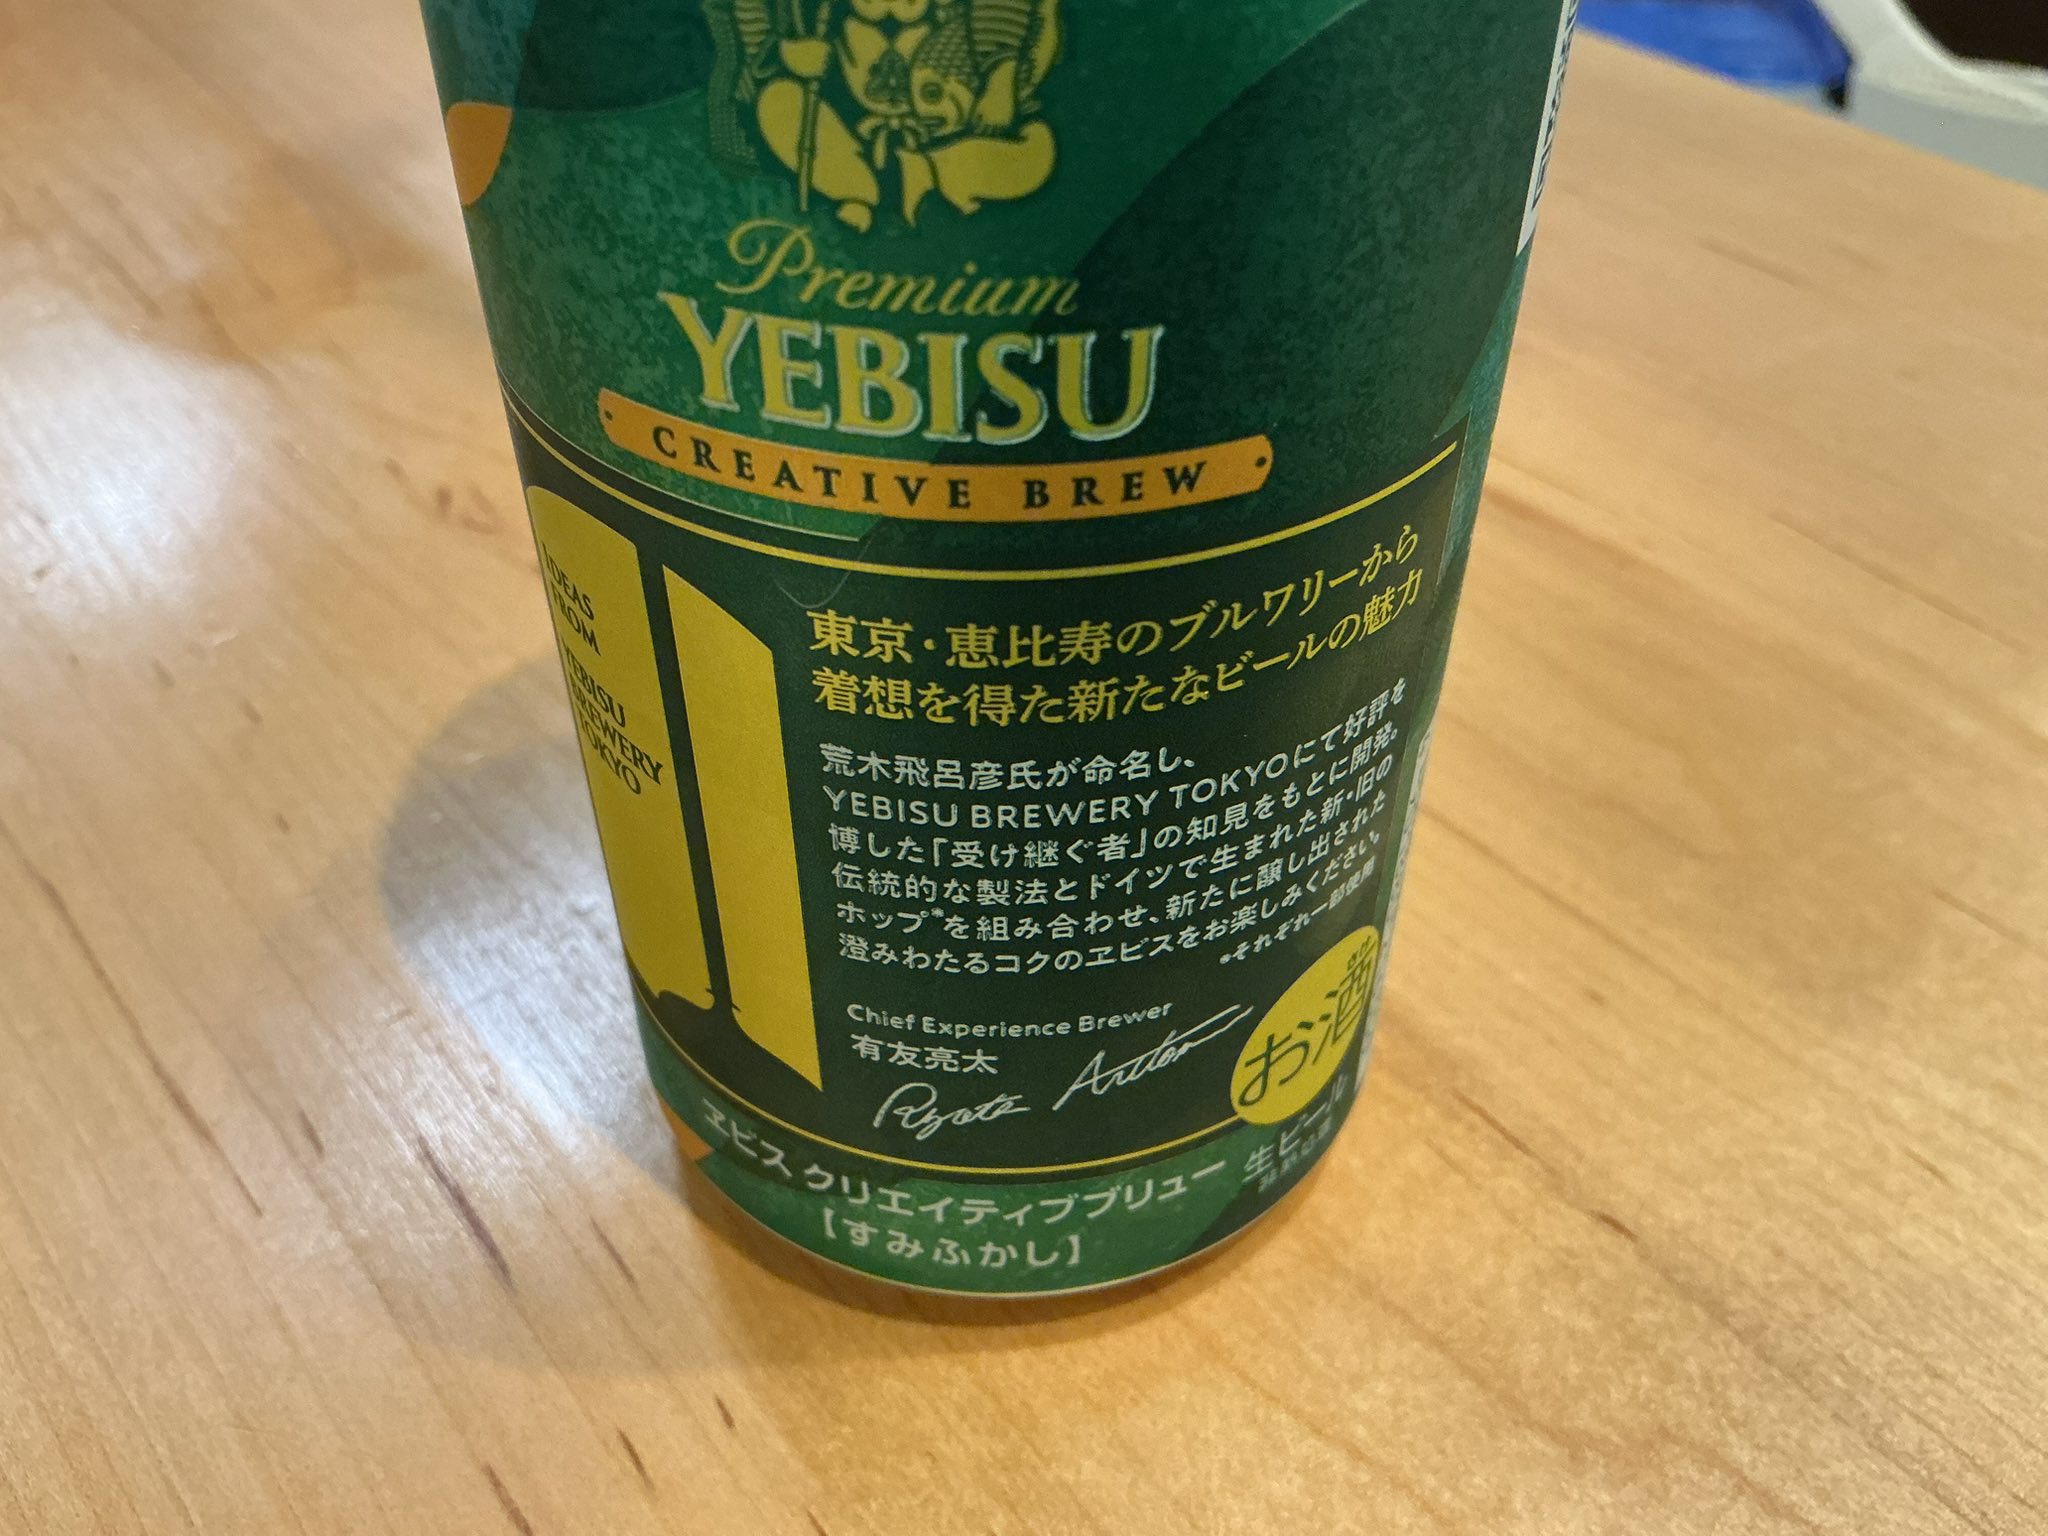 Premium
YEBISU
CREATIVE BREW
IDEAS
FROM
YEBISU
BREWERY
TOKYO
東京・恵比寿のブルワリーから
着想を得た新たなビールの魅力
荒木飛呂彦氏が命名し、
YEBISU BREWERY TOKYOにて好評を
博した「受け継ぐ者」の知見をもとに開発。
伝統的な製法とドイツで生まれた新・旧の
ホップ*を組み合わせ、新たに醸し出された
澄みわたるコクのヱビスをお楽しみください。
*それぞれ一部使用
Chief Experience Brewer
有友亮太
Ryota Aritomo
さけ
お酒
ヱビス クリエイティブブリュー
【すみふかし】
生ビール